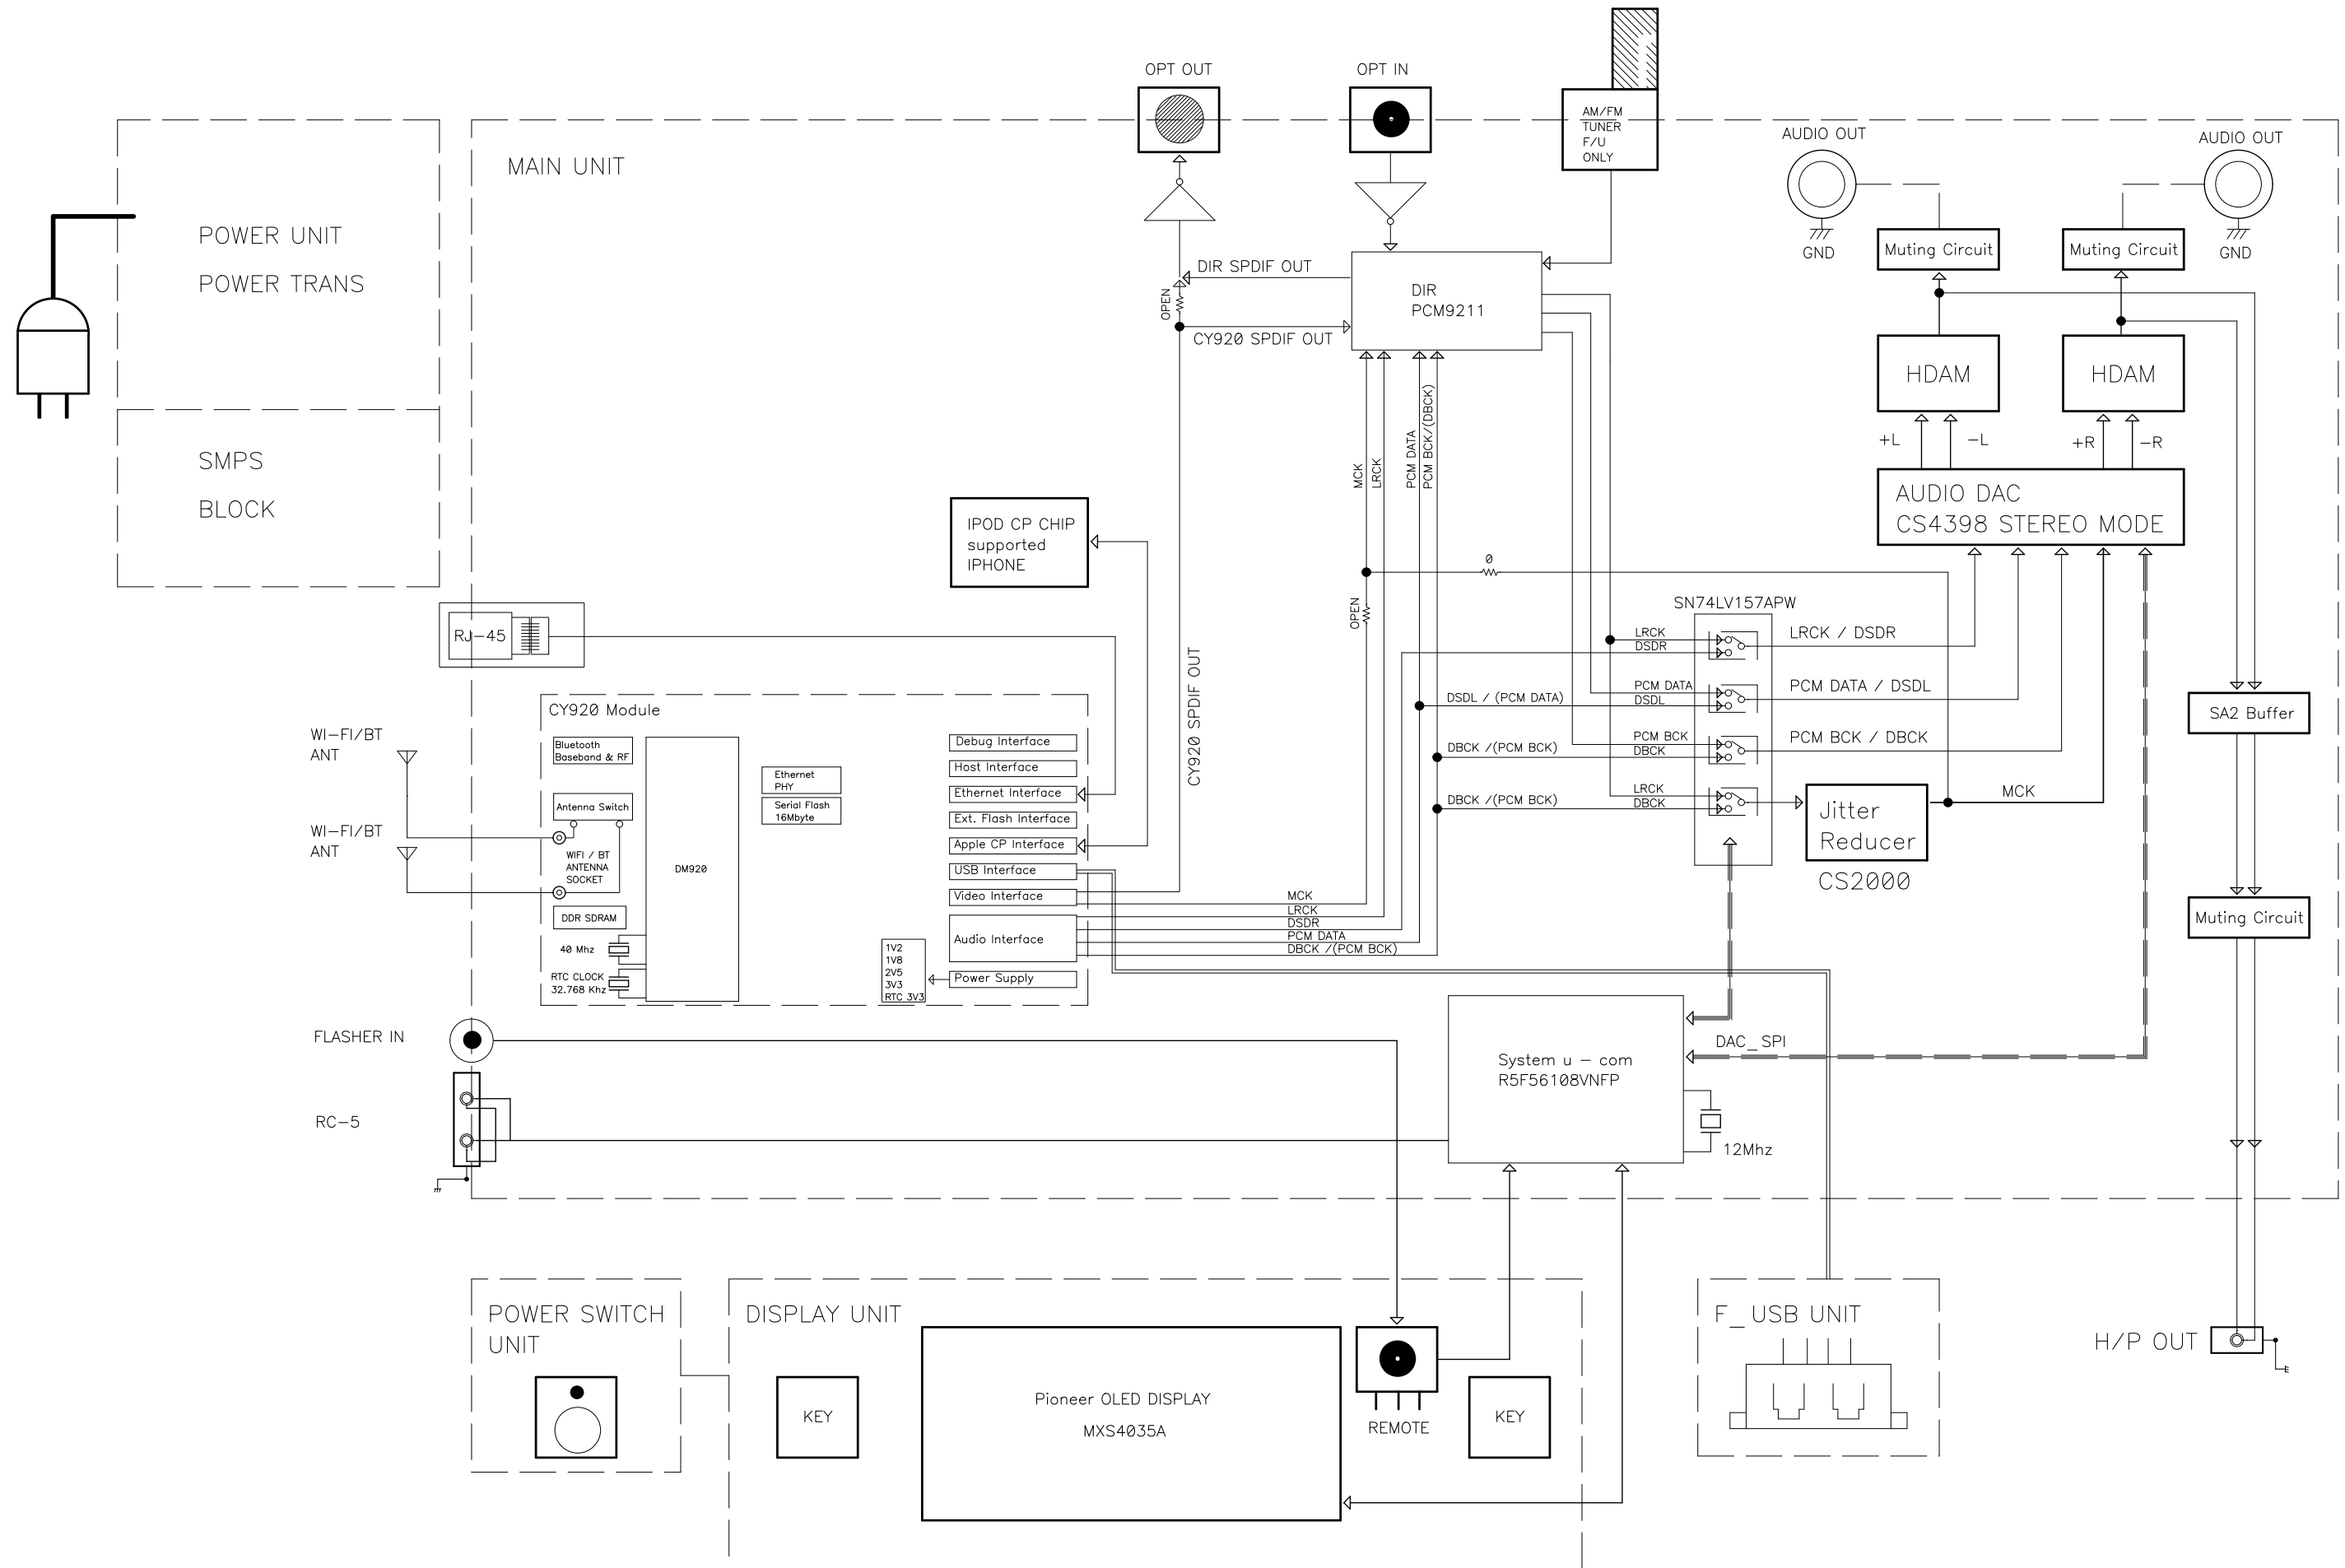 OPT OUT
OPT IN
AM/FM
TUNER
F/U
ONLY
AUDIO OUT
AUDIO OUT
MAIN UNIT
POWER UNIT
POWER TRANS
SMPS
BLOCK
GND
GND
Muting Circuit
Muting Circuit
DIR SPDIF OUT
OPEN
CY920 SPDIF OUT
DIR
PCM9211
HDAM
HDAM
+L
-L
+R
-R
MCK
LRCK
PCM DATA
PCM BCK/(DBCK)
AUDIO DAC
CS4398 STEREO MODE
IPOD CP CHIP
supported
IPHONE
0
OPEN
SN74LV157APW
RJ-45
LRCK
DSDR
LRCK / DSDR
CY920 SPDIF OUT
DSDL / (PCM DATA)
PCM DATA
DSDL
PCM DATA / DSDL
DBCK /(PCM BCK)
PCM BCK
DBCK
PCM BCK / DBCK
DBCK /(PCM BCK)
LRCK
DBCK
Jitter
Reducer
CS2000
MCK
SA2 Buffer
Muting Circuit
WI-FI/BT
ANT
WI-FI/BT
ANT
CY920 Module
Bluetooth
Baseband & RF
Antenna Switch
WIFI / BT
ANTENNA
SOCKET
DDR SDRAM
40 Mhz
RTC CLOCK
32.768 Khz
DM920
Ethernet
PHY
Serial Flash
16Mbyte
Debug Interface
Host Interface
Ethernet Interface
Ext. Flash Interface
Apple CP Interface
USB Interface
Video Interface
Audio Interface
Power Supply
1V2
1V8
2V5
3V3
RTC 3V3
MCK
LRCK
DSDR
PCM DATA
DBCK /(PCM BCK)
FLASHER IN
RC-5
System u - com
R5F56108VNFP
DAC_SPI
12Mhz
POWER SWITCH
UNIT
DISPLAY UNIT
KEY
Pioneer OLED DISPLAY
MXS4035A
REMOTE
KEY
F_USB UNIT
H/P OUT